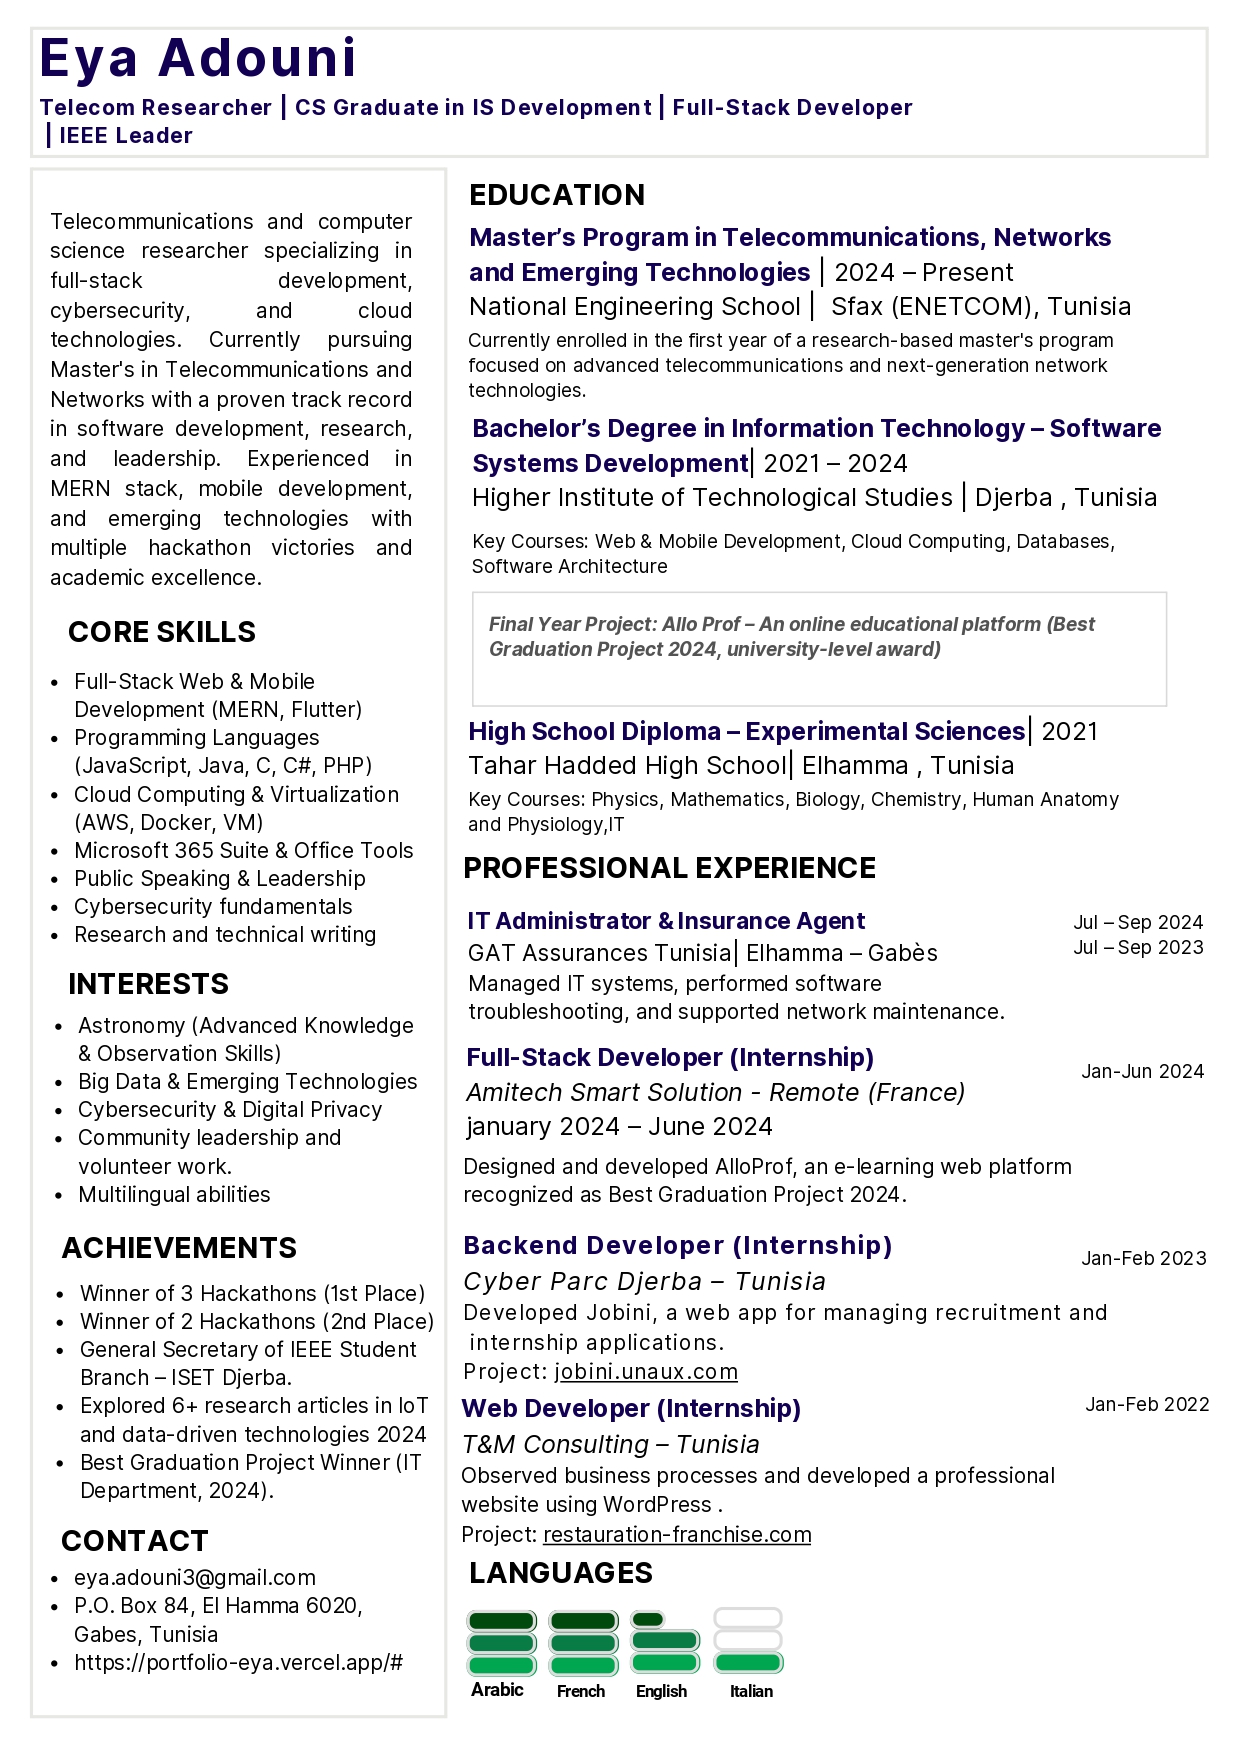 Eya Adouni
Telecom Researcher | CS Graduate in IS Development | Full-Stack Developer
| IEEE Leader
Telecommunications and computer
science researcher specializing in
full-stack development,
cybersecurity, and cloud
technologies. Currently pursuing
Master's in Telecommunications and
Networks with a proven track record
in software development, research,
and leadership. Experienced in
MERN stack, mobile development,
and emerging technologies with
multiple hackathon victories and
academic excellence.
CORE SKILLS
• Full-Stack Web & Mobile
Development (MERN, Flutter)
• Programming Languages
(JavaScript, Java, C, C#, PHP)
• Cloud Computing & Virtualization
(AWS, Docker, VM)
• Microsoft 365 Suite & Office Tools
• Public Speaking & Leadership
• Cybersecurity fundamentals
• Research and technical writing
INTERESTS
• Astronomy (Advanced Knowledge
& Observation Skills)
• Big Data & Emerging Technologies
• Cybersecurity & Digital Privacy
• Community leadership and
volunteer work.
• Multilingual abilities
ACHIEVEMENTS
• Winner of 3 Hackathons (1st Place)
• Winner of 2 Hackathons (2nd Place)
• General Secretary of IEEE Student
Branch – ISET Djerba.
• Explored 6+ research articles in IoT
and data-driven technologies 2024
• Best Graduation Project Winner (IT
Department, 2024).
CONTACT
• eya.adouni3@gmail.com
• P.O. Box 84, El Hamma 6020,
Gabes, Tunisia
• https://portfolio-eya.vercel.app/#
EDUCATION
Master’s Program in Telecommunications, Networks
and Emerging Technologies | 2024 – Present
National Engineering School | Sfax (ENETCOM), Tunisia
Currently enrolled in the first year of a research-based master's program
focused on advanced telecommunications and next-generation network
technologies.
Bachelor’s Degree in Information Technology – Software
Systems Development| 2021 – 2024
Higher Institute of Technological Studies | Djerba , Tunisia
Key Courses: Web & Mobile Development, Cloud Computing, Databases,
Software Architecture
Final Year Project: Allo Prof – An online educational platform (Best
Graduation Project 2024, university-level award)
High School Diploma – Experimental Sciences| 2021
Tahar Hadded High School| Elhamma , Tunisia
Key Courses: Physics, Mathematics, Biology, Chemistry, Human Anatomy
and Physiology,IT
PROFESSIONAL EXPERIENCE
IT Administrator & Insurance Agent
Jul – Sep 2024
Jul – Sep 2023
GAT Assurances Tunisia| Elhamma – Gabès
Managed IT systems, performed software
troubleshooting, and supported network maintenance.
Full-Stack Developer (Internship)
Jan-Jun 2024
Amitech Smart Solution - Remote (France)
january 2024 – June 2024
Designed and developed AlloProf, an e-learning web platform
recognized as Best Graduation Project 2024.
Backend Developer (Internship)
Jan-Feb 2023
Cyber Parc Djerba – Tunisia
Developed Jobini, a web app for managing recruitment and
internship applications.
Project: jobini.unaux.com
Web Developer (Internship)
Jan-Feb 2022
T&M Consulting – Tunisia
Observed business processes and developed a professional
website using WordPress .
Project: restauration-franchise.com
LANGUAGES
Arabic French English Italian